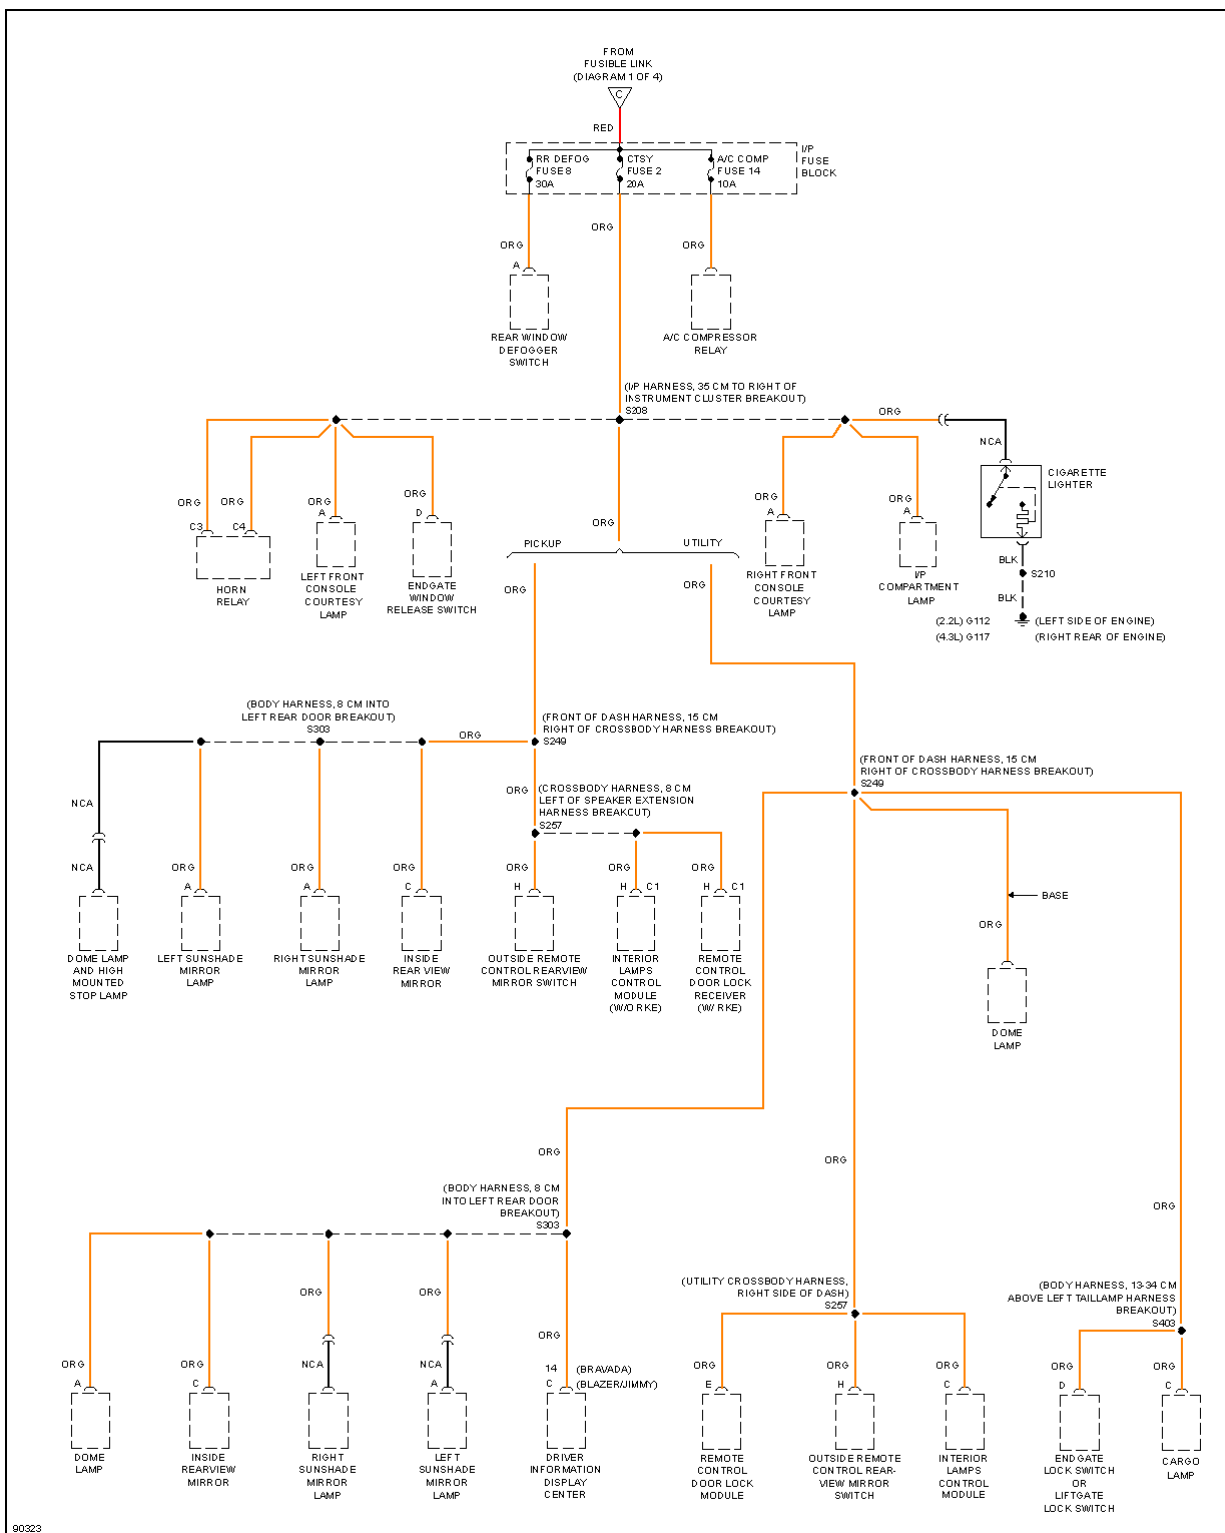 FROM
FUSIBLE LINK
(DIAGRAM 1 OF 4)
C
RED
RR DEFOG
FUSE 8
30A
CTSY
FUSE 2
20A
A/C COMP
FUSE 14
10A
I/P
FUSE
BLOCK
ORG
ORG
ORG
A
REAR WINDOW
DEFOGGER
SWITCH
A/C COMPRESSOR
RELAY
(I/P HARNESS, 35 CM TO RIGHT OF
INSTRUMENT CLUSTER BREAKOUT)
S208
ORG
NCA
CIGARETTE
LIGHTER
ORG
ORG
ORG
ORG
C3
C4
A
D
HORN
RELAY
LEFT FRONT
CONSOLE
COURTESY
LAMP
ENDGATE
WINDOW
RELEASE SWITCH
ORG
PICKUP
UTILITY
ORG
ORG
ORG
ORG
A
A
RIGHT FRONT
CONSOLE
COURTESY
LAMP
I/P
COMPARTMENT
LAMP
BLK
S210
BLK
(2.2L) G112
(LEFT SIDE OF ENGINE)
(4.3L) G117
(RIGHT REAR OF ENGINE)
(BODY HARNESS, 8 CM INTO
LEFT REAR DOOR BREAKOUT)
S303
ORG
(FRONT OF DASH HARNESS, 15 CM
RIGHT OF CROSSBODY HARNESS BREAKOUT)
S249
(FRONT OF DASH HARNESS, 15 CM
RIGHT OF CROSSBODY HARNESS BREAKOUT)
S249
ORG
(CROSSBODY HARNESS, 8 CM
LEFT OF SPEAKER EXTENSION
HARNESS BREAKCUT)
S257
NCA
NCA
ORG
ORG
ORG
ORG
ORG
ORG
A
A
C
H
H
C1
H
C1
DOME LAMP
AND HIGH
MOUNTED
STOP LAMP
LEFT SUNSHADE
MIRROR
LAMP
RIGHT SUNSHADE
MIRROR
LAMP
INSIDE
REAR VIEW
MIRROR
OUTSIDE REMOTE
CONTROL REARVIEW
MIRROR SWITCH
INTERIOR
LAMPS
CONTROL
MODULE
(W/O RKE)
REMOTE
CONTROL
DOOR LOCK
RECEIVER
(W/ RKE)
BASE
ORG
DOME
LAMP
ORG
ORG
ORG
(BODY HARNESS, 8 CM
INTO LEFT REAR DOOR
BREAKOUT)
S303
(UTILITY CROSSBODY HARNESS,
RIGHT SIDE OF DASH)
S257
(BODY HARNESS, 13-34 CM
ABOVE LEFT TAILLAMP HARNESS
BREAKOUT)
S403
ORG
ORG
ORG
ORG
ORG
NCA
NCA
14
(BRAVADA)
A
C
A
C
(BLAZER/JIMMY)
ORG
ORG
ORG
ORG
ORG
E
H
C
D
C
DOME
LAMP
INSIDE
REARVIEW
MIRROR
RIGHT
SUNSHADE
MIRROR
LAMP
LEFT
SUNSHADE
MIRROR
LAMP
DRIVER
INFORMATION
DISPLAY
CENTER
REMOTE
CONTROL
DOOR LOCK
MODULE
OUTSIDE REMOTE
CONTROL REAR-
VIEW MIRROR
SWITCH
INTERIOR
LAMPS
CONTROL
MODULE
ENDGATE
LOCK SWITCH
OR
LIFTGATE
LOCK SWITCH
CARGO
LAMP
90323